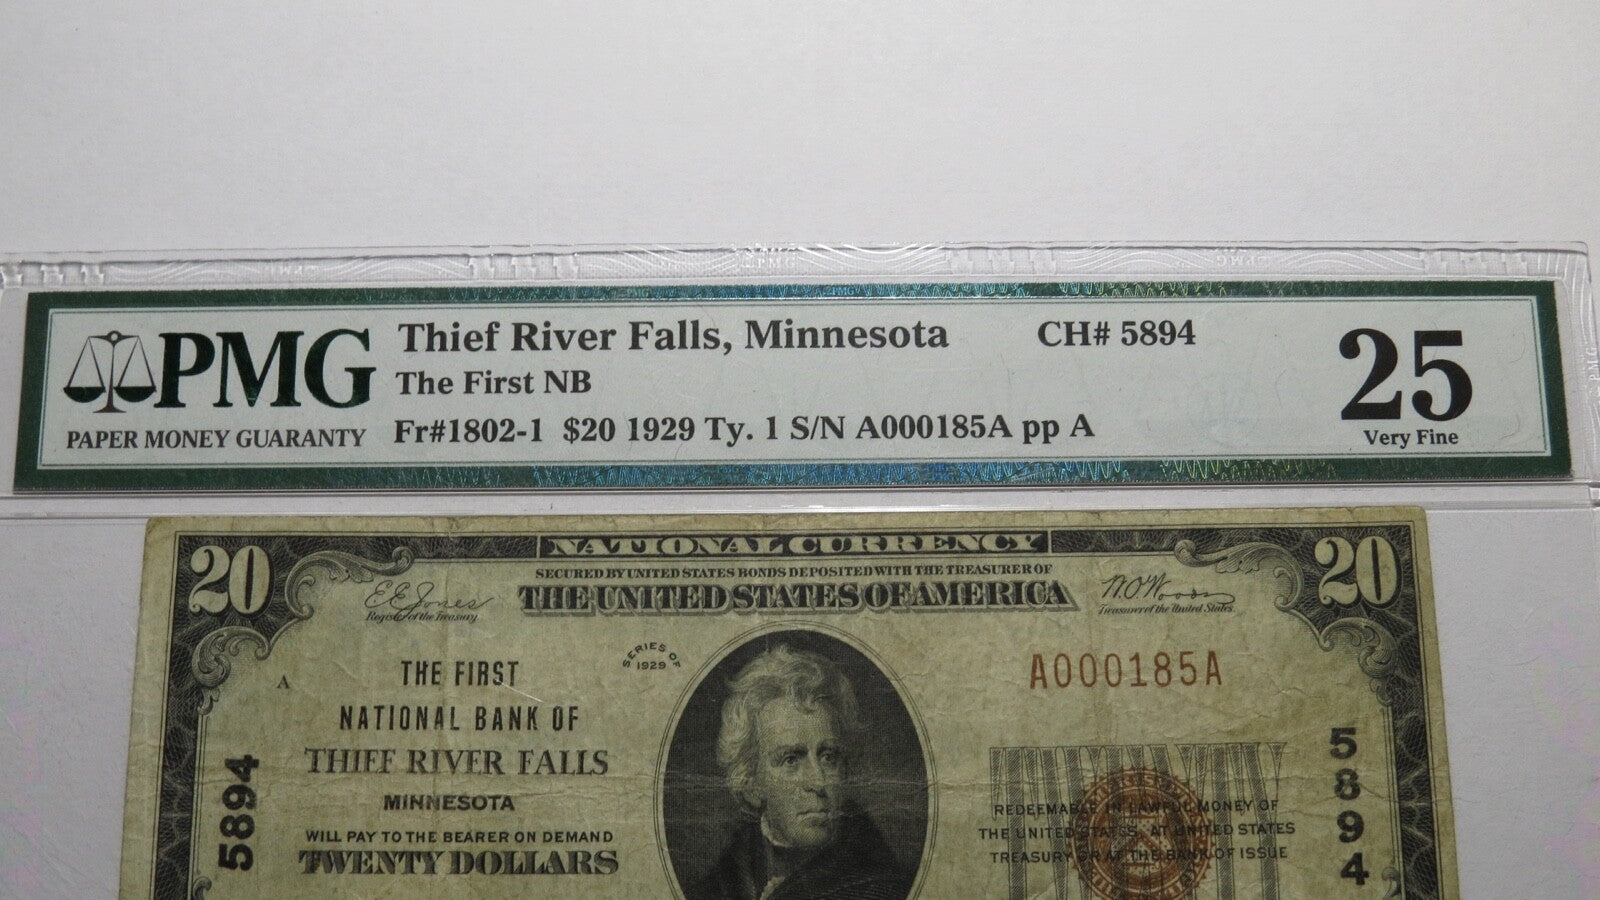 PMG
PAPER MONEY GUARANTY
Thief River Falls, Minnesota CH# 5894
The First NB
Fr#1802-1 $20 1929 Ty. 1 S/N A000185A pp A
25
Very Fine
20 NATIONAL CURRENCY 20
SECURED BY UNITED STATES BONDS DEPOSITED WITH THE TREASURER OF
THE UNITED STATES OF AMERICA
E E Jones
Register of the Treasury
W.O. Woods
Treasurer of the United States.
SERIES OF
1929
A
THE FIRST
NATIONAL BANK OF
THIEF RIVER FALLS
MINNESOTA
WILL PAY TO THE BEARER ON DEMAND
TWENTY DOLLARS
5894
A000185A
5894
REDEEMABLE IN LAWFUL MONEY OF
THE UNITED STATES AT UNITED STATES
TREASURY OR AT THE BANK OF ISSUE